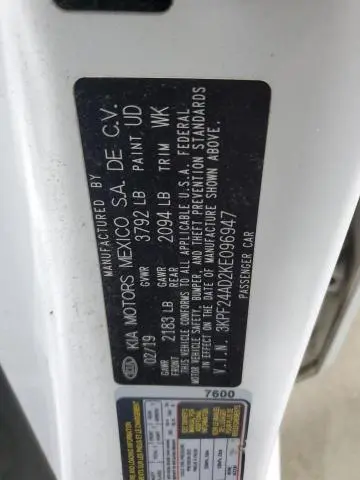 MANUFACTURED BY
KIA MOTORS MEXICO, S.A. DE C.V.
02/19 GVWR 3792 LB PAINT UD
GAWR FRONT 2183 LB GAWR REAR 2094 LB TRIM WK
THIS VEHICLE CONFORMS TO ALL APPLICABLE U.S.A. FEDERAL
MOTOR VEHICLE SAFETY, BUMPER, AND THEFT PREVENTION STANDARDS
IN EFFECT ON THE DATE OF MANUFACTURE SHOWN ABOVE.
V.I.N. 3KPF24AD2KE096947
PASSENGER CAR
KIA
7600